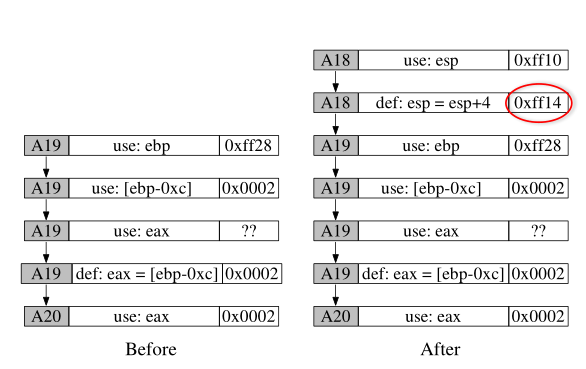 A18 use: esp 0xff10
A18 def: esp = esp+4 0xff14
A19 use: ebp 0xff28 A19 use: ebp 0xff28
A19 use: [ebp-0xc] 0x0002 A19 use: [ebp-0xc] 0x0002
A19 use: eax ?? A19 use: eax ??
A19 def: eax = [ebp-0xc] 0x0002 A19 def: eax = [ebp-0xc] 0x0002
A20 use: eax 0x0002 A20 use: eax 0x0002
Before After